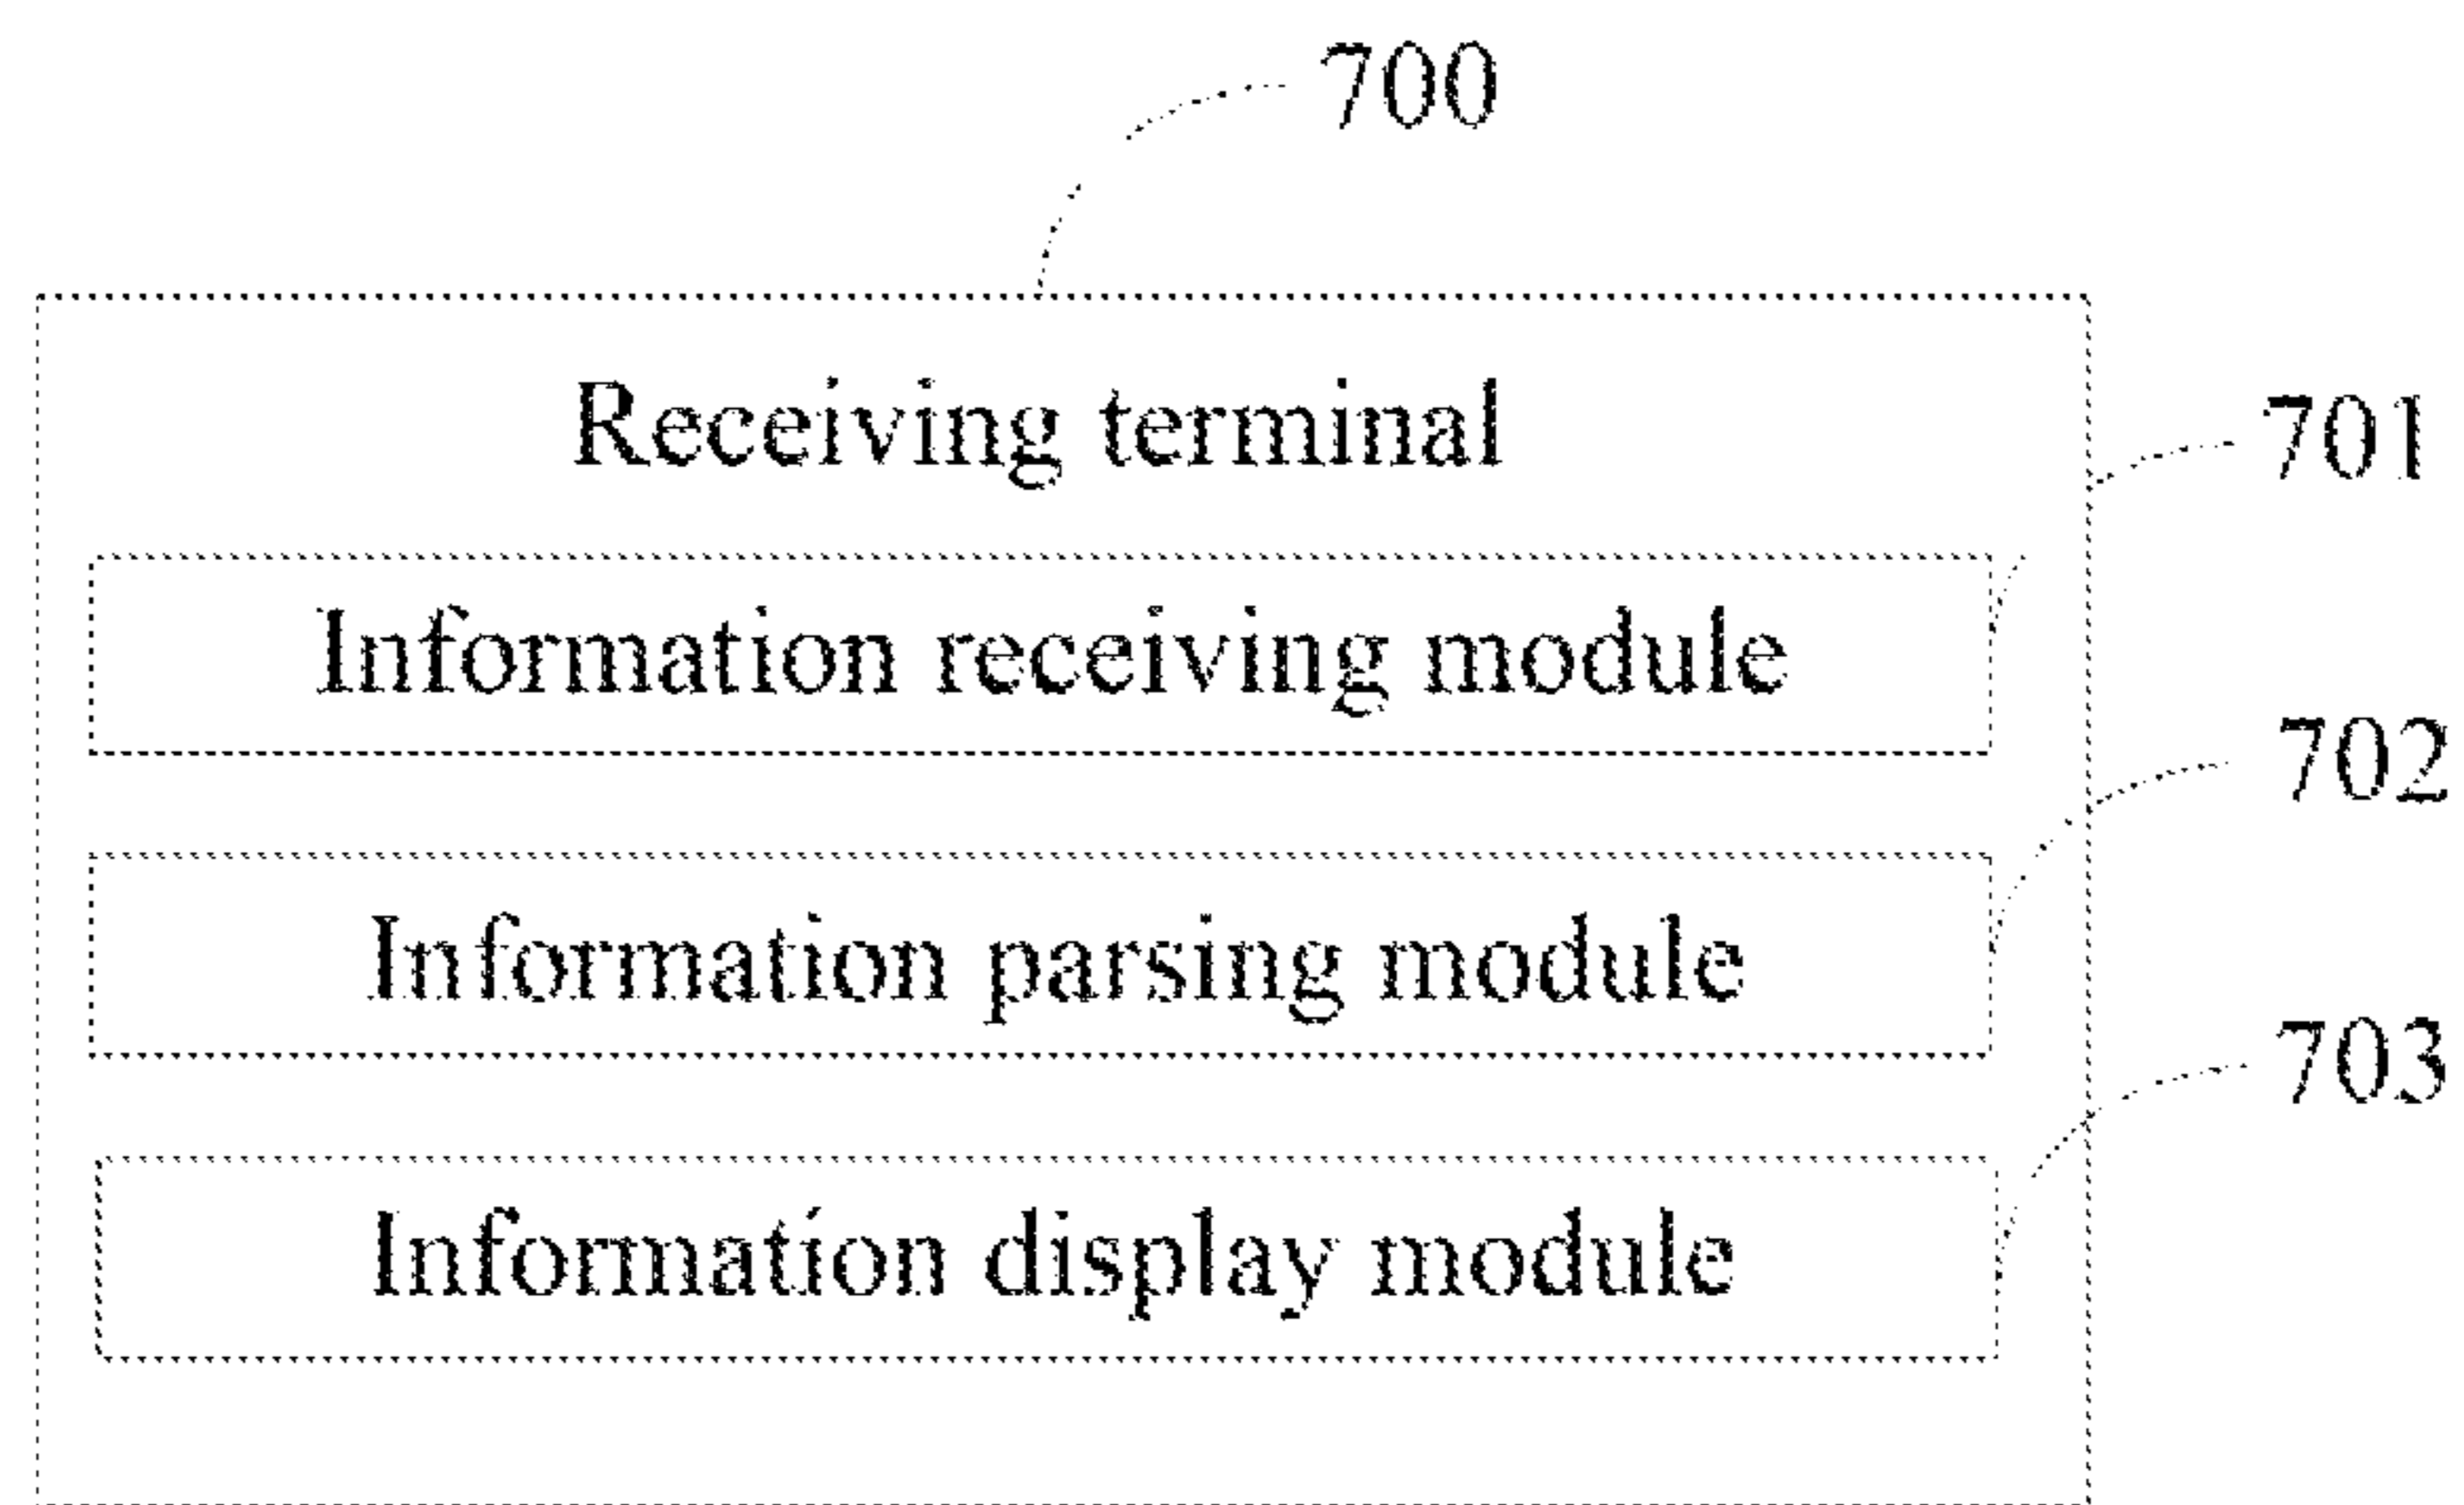 700
Receiving terminal
701
Information receiving module
702
Information parsing module
703
Information display module